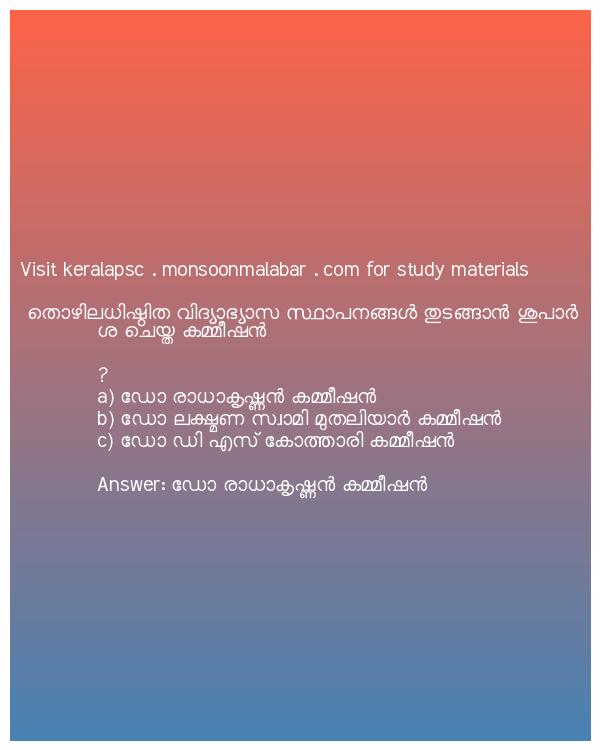 Visit keralapsc . monsoonmalabar . com for study materials
തൊഴിലധിഷ്ഠിത വിദ്യാഭ്യാസ സ്ഥാപനങ്ങൾ തുടങ്ങാൻ ശുപാർ
ശ ചെയ്ത കമ്മീഷൻ
?
a) ഡോ രാധാകൃഷ്ണൻ കമ്മീഷൻ
b) ഡോ ലക്ഷ്മണ സ്വാമി മുതലിയാർ കമ്മീഷൻ
c) ഡോ ഡി എസ് കോത്താരി കമ്മീഷൻ
Answer: ഡോ രാധാകൃഷ്ണൻ കമ്മീഷൻ